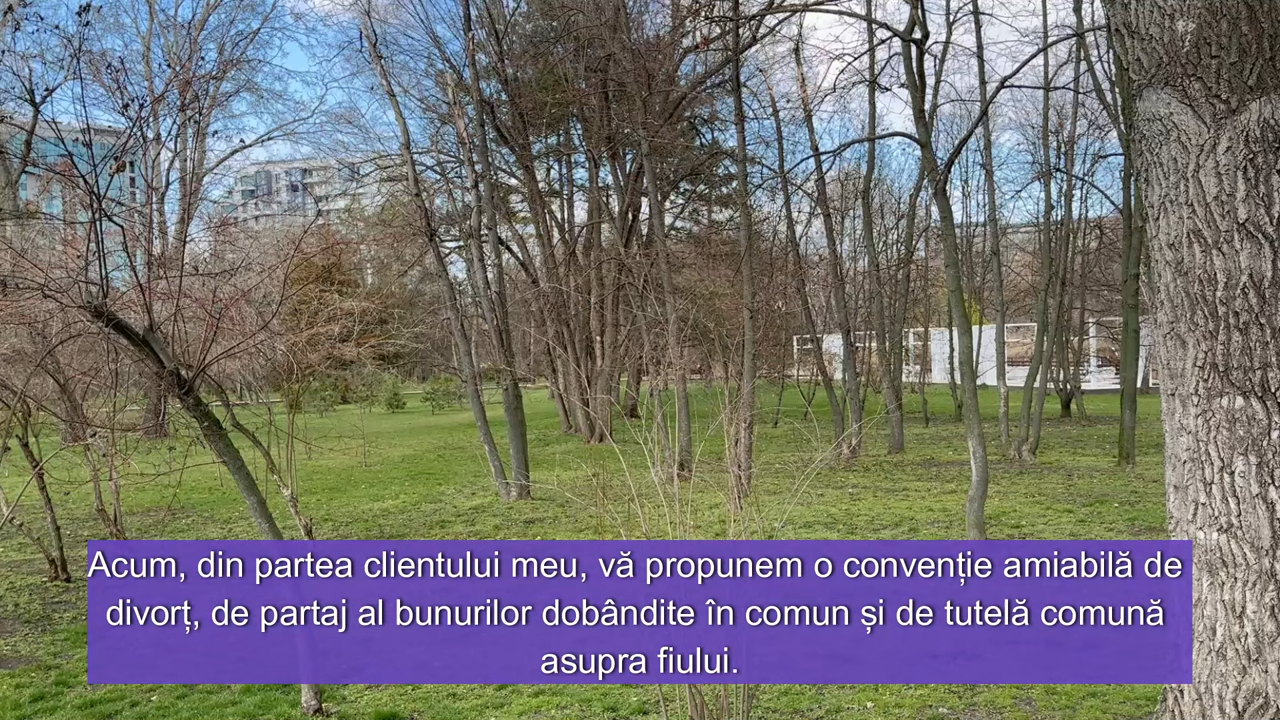 Acum, din partea clientului meu, vă propunem o convenție amiabilă de
divorț, de partaj al bunurilor dobândite în comun și de tutelă comună
asupra fiului.